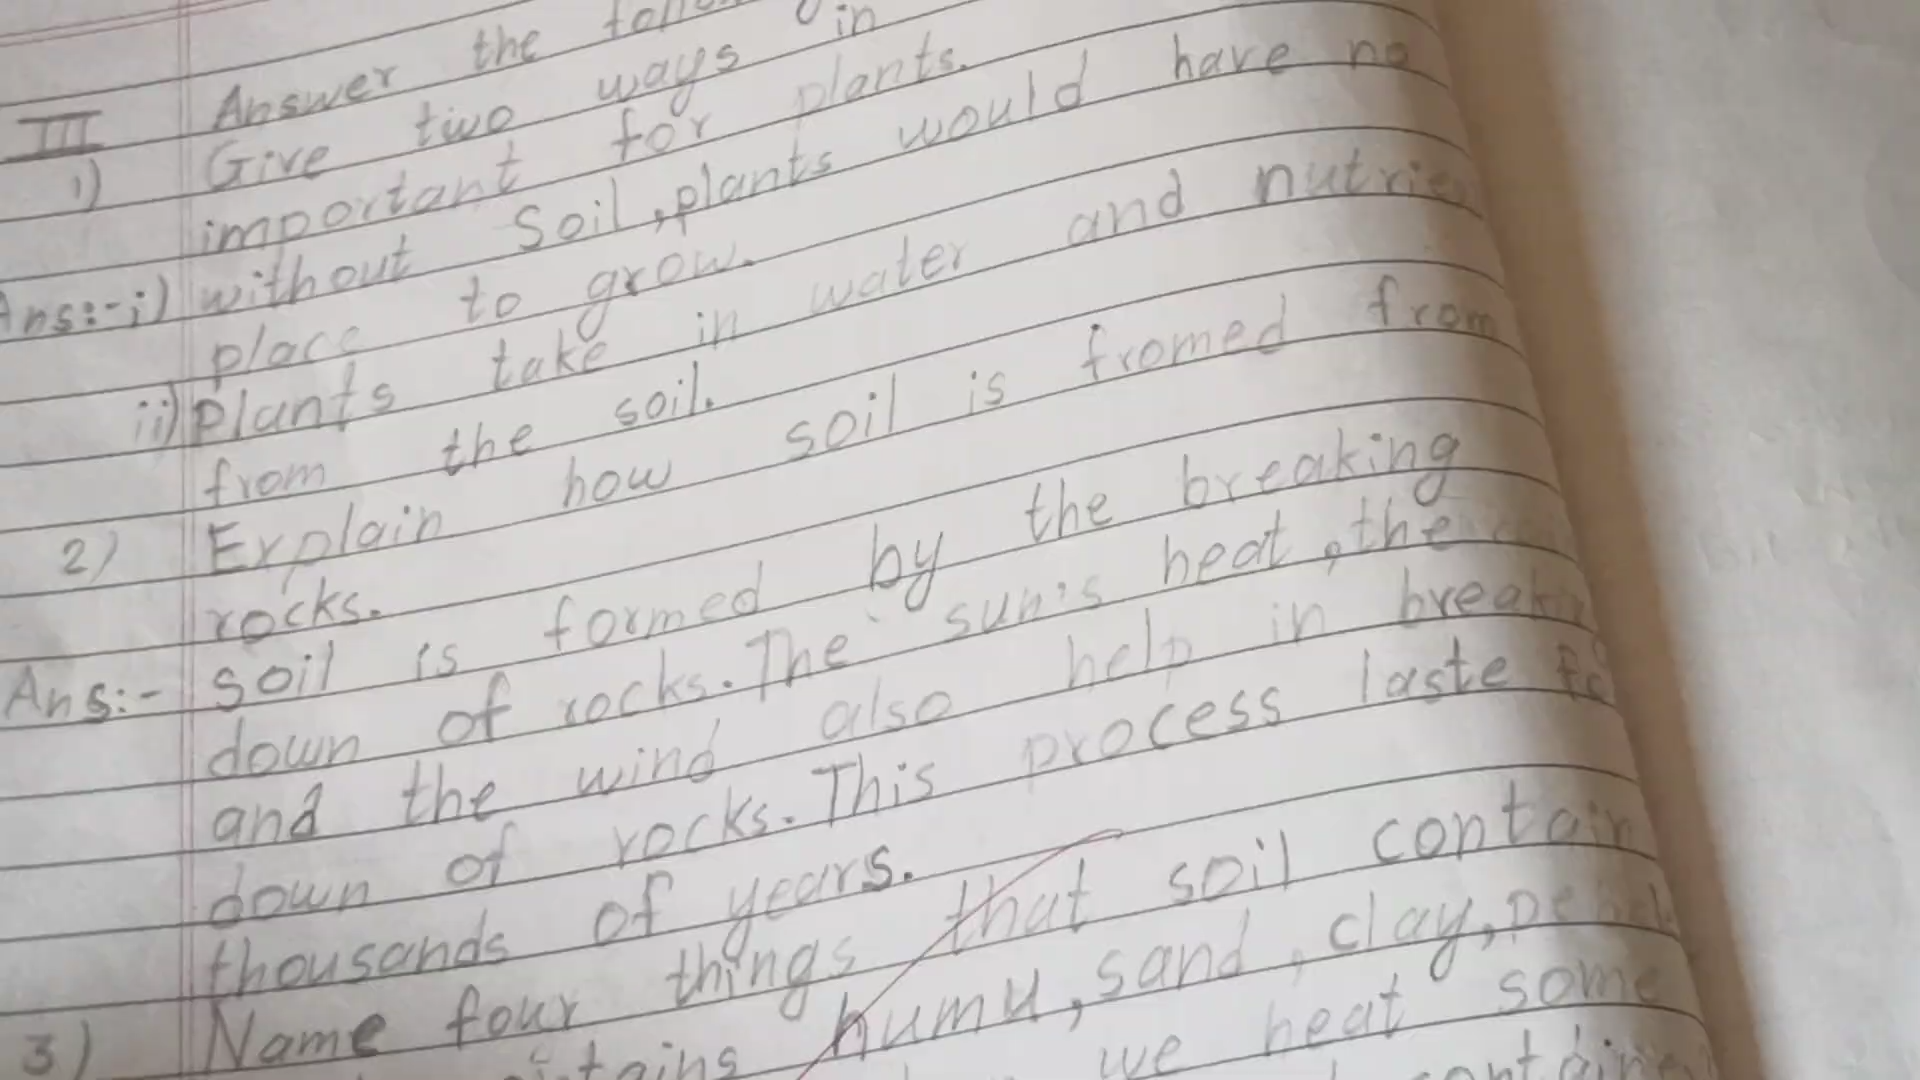 III Answer the
1) Give two ways in
important for plants.
Ans:-i) without soil, plants would have no
place to grow.
ii) plants take in water and
from the soil.
2) Explain how soil is fromed from
rocks.
Ans:- soil is formed by the breaking
down of rocks. The sun's heat, the
and the wind also help in
down of rocks. This process laste
thousands of years.
3) Name four things that soil contain
humu, sand, clay,
we heat some